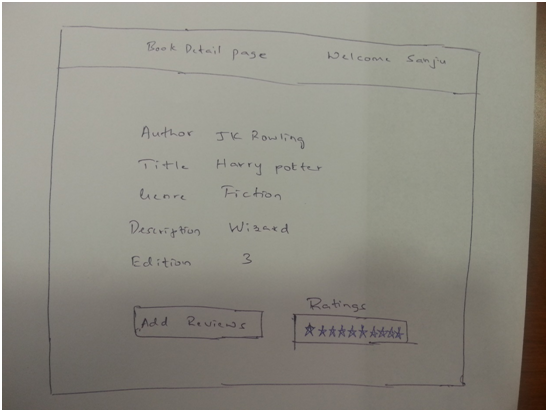 Book Detail page Welcome Sanju
Author JK Rowling
Title Harry potter
Genre Fiction
Description Wizard
Edition 3
Ratings
Add Reviews